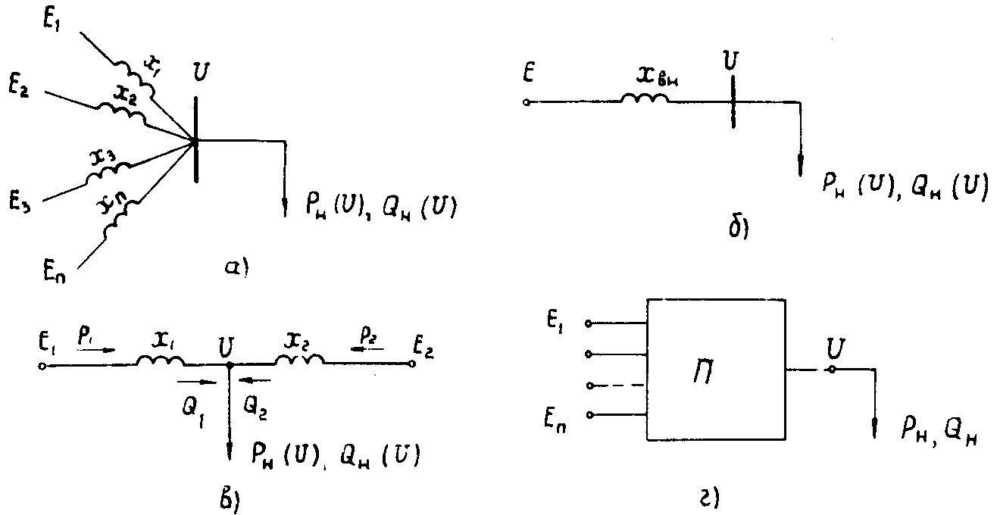 E₁
x₁
E₂
x₂
U
x₃
E₃
xₙ
Eₙ
Pн (U), Qн (U)
а)
E
xвн
U
Pн (U), Qн (U)
б)
E₁
P₁
x₁
U
x₂
P₂
E₂
Q₁
Q₂
Pн (U), Qн (U)
в)
E₁
П
U
Eₙ
Pн, Qн
г)